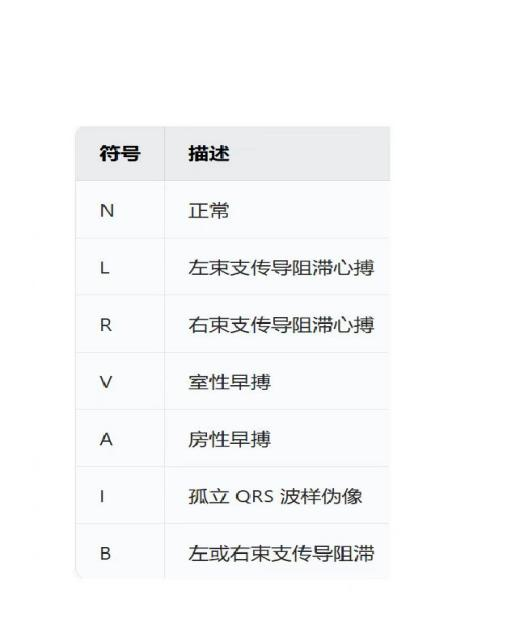 符号 描述
N 正常
L 左束支传导阻滞心搏
R 右束支传导阻滞心搏
V 室性早搏
A 房性早搏
I 孤立 QRS 波样伪像
B 左或右束支传导阻滞